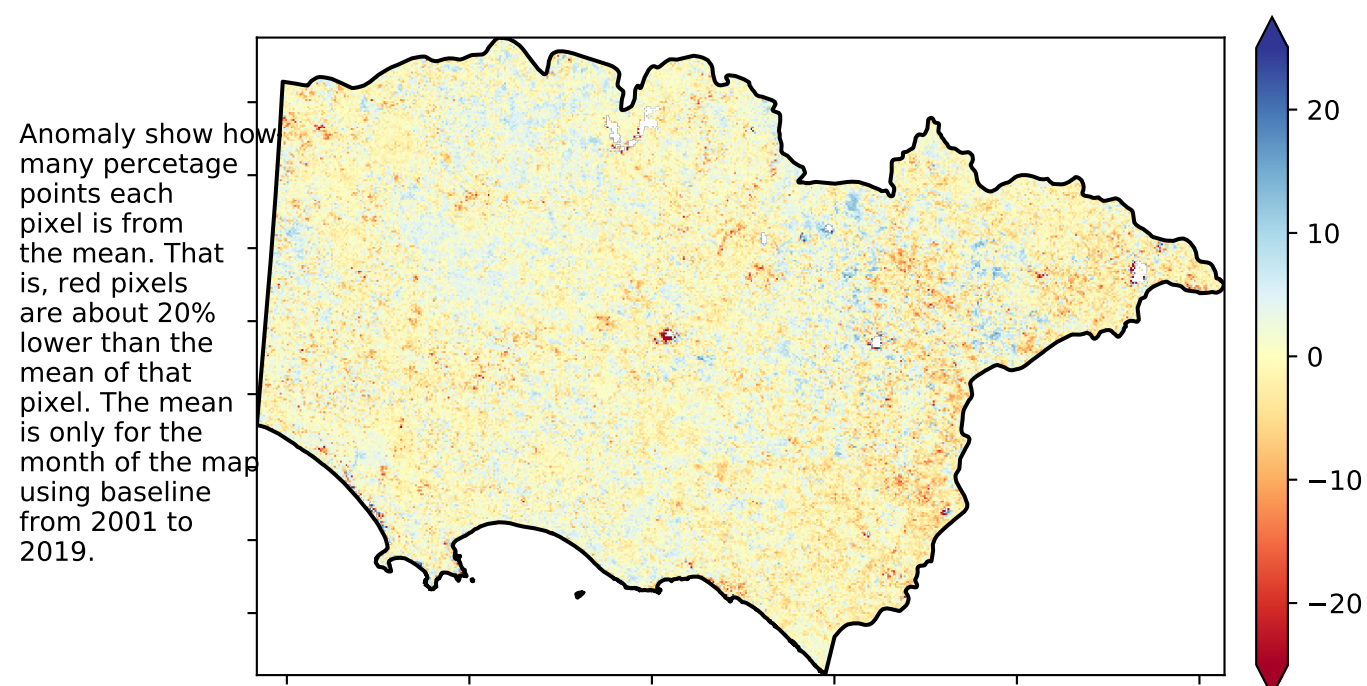 Anomaly show how
many percetage
points each
pixel is from
the mean. That
is, red pixels
are about 20%
lower than the
mean of that
pixel. The mean
is only for the
month of the map
using baseline
from 2001 to
2019.
20
10
0
−10
−20